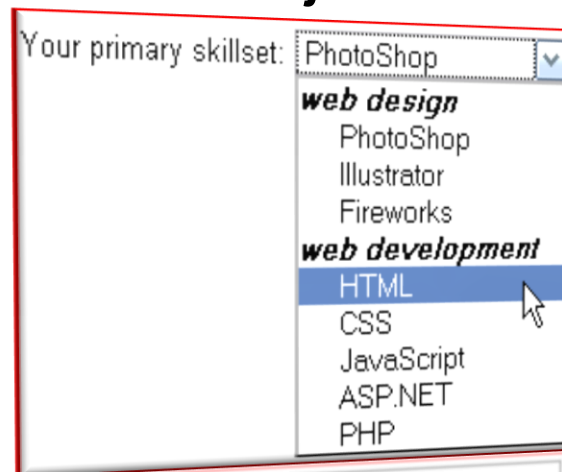 Your primary skillset: PhotoShop
web design
PhotoShop
Illustrator
Fireworks
web development
HTML
CSS
JavaScript
ASP.NET
PHP